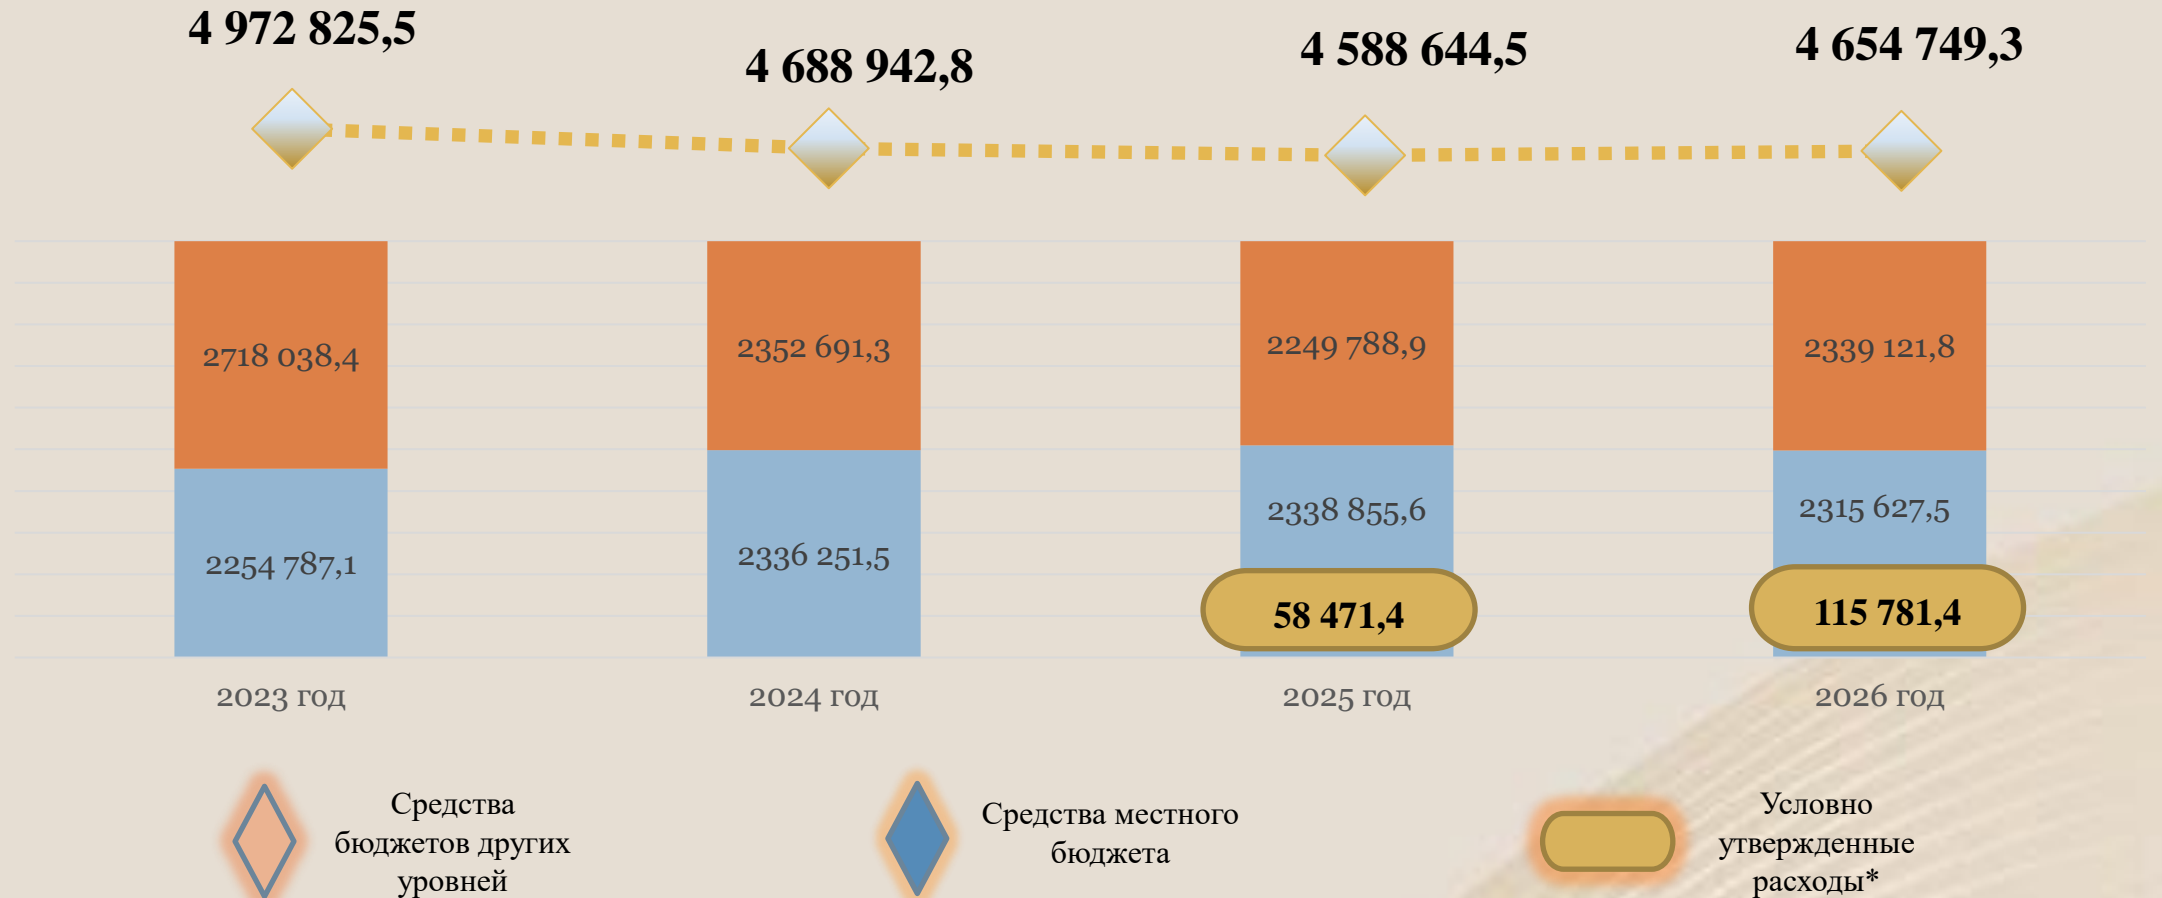 4 972 825,5
4 688 942,8
4 588 644,5
4 654 749,3
2718 038,4
2352 691,3
2249 788,9
2339 121,8
2254 787,1
2336 251,5
2338 855,6
2315 627,5
58 471,4
115 781,4
2023 год
2024 год
2025 год
2026 год
Средства
бюджетов других
уровней
Средства местного
бюджета
Условно
утвержденные
расходы*